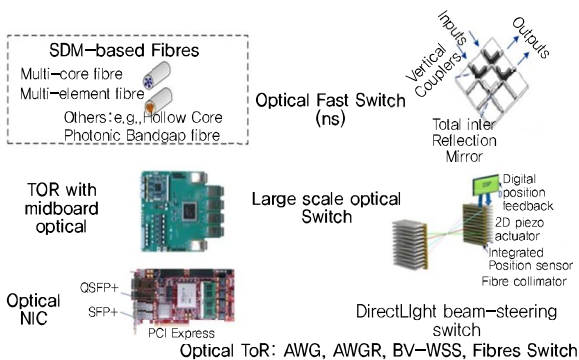 SDM-based Fibres
Multi-core fibre
Multi-element fibre
Others:e,g,,Hollow Core
Photonic Bandgap fibre
Optical Fast Switch
(ns)
Inputs
Outputs
Vertical
Couplers
Total inter
Reflection
Mirror
TOR with
midboard
optical
Large scale optical
Switch
DSP
Digital
position
feedback
2D piezo
actuator
Integrated
Position sensor
Fibre collimator
DirectLIght beam-steering
switch
Optical
NIC
QSFP+
SFP+
PCI Express
Optical ToR: AWG, AWGR, BV-WSS, Fibres Switch